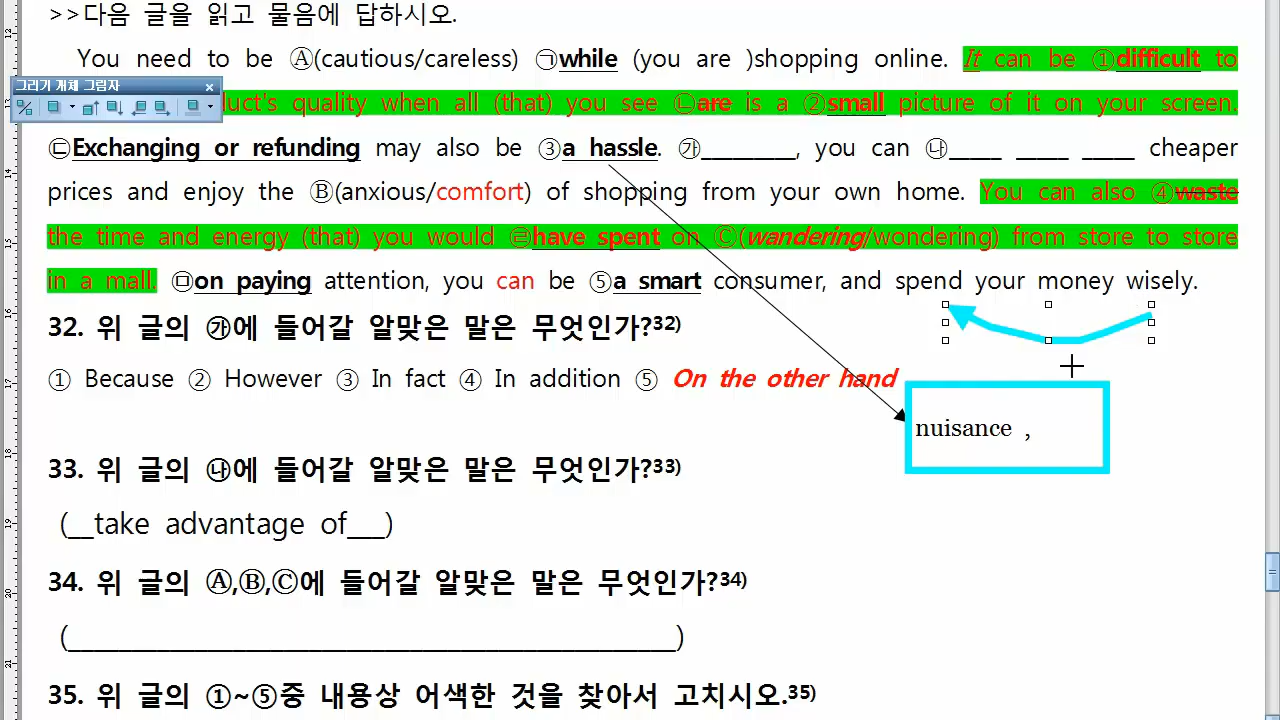 >>다음 글을 읽고 물음에 답하시오.
You need to be Ⓐ(cautious/careless) ㉠while (you are )shopping online. It can be ①difficult to
그리기 개체 그림자
duct's quality when all (that) you see ㉡are is a ②small picture of it on your screen.
㉢Exchanging or refunding may also be ③a hassle. ㉮________, you can ㉯_____ _____ _____ cheaper
prices and enjoy the Ⓑ(anxious/comfort) of shopping from your own home. You can also ④waste
the time and energy (that) you would ㉣have spent on Ⓒ(wandering/wondering) from store to store
in a mall. ㉤on paying attention, you can be ⑤a smart consumer, and spend your money wisely.
32. 위 글의 ㉮에 들어갈 알맞은 말은 무엇인가?32)
① Because ② However ③ In fact ④ In addition ⑤ On the other hand
nuisance ,
33. 위 글의 ㉯에 들어갈 알맞은 말은 무엇인가?33)
(__take advantage of___)
34. 위 글의 Ⓐ,Ⓑ,Ⓒ에 들어갈 알맞은 말은 무엇인가?34)
(______________________________________________)
35. 위 글의 ①~⑤중 내용상 어색한 것을 찾아서 고치시오.35)